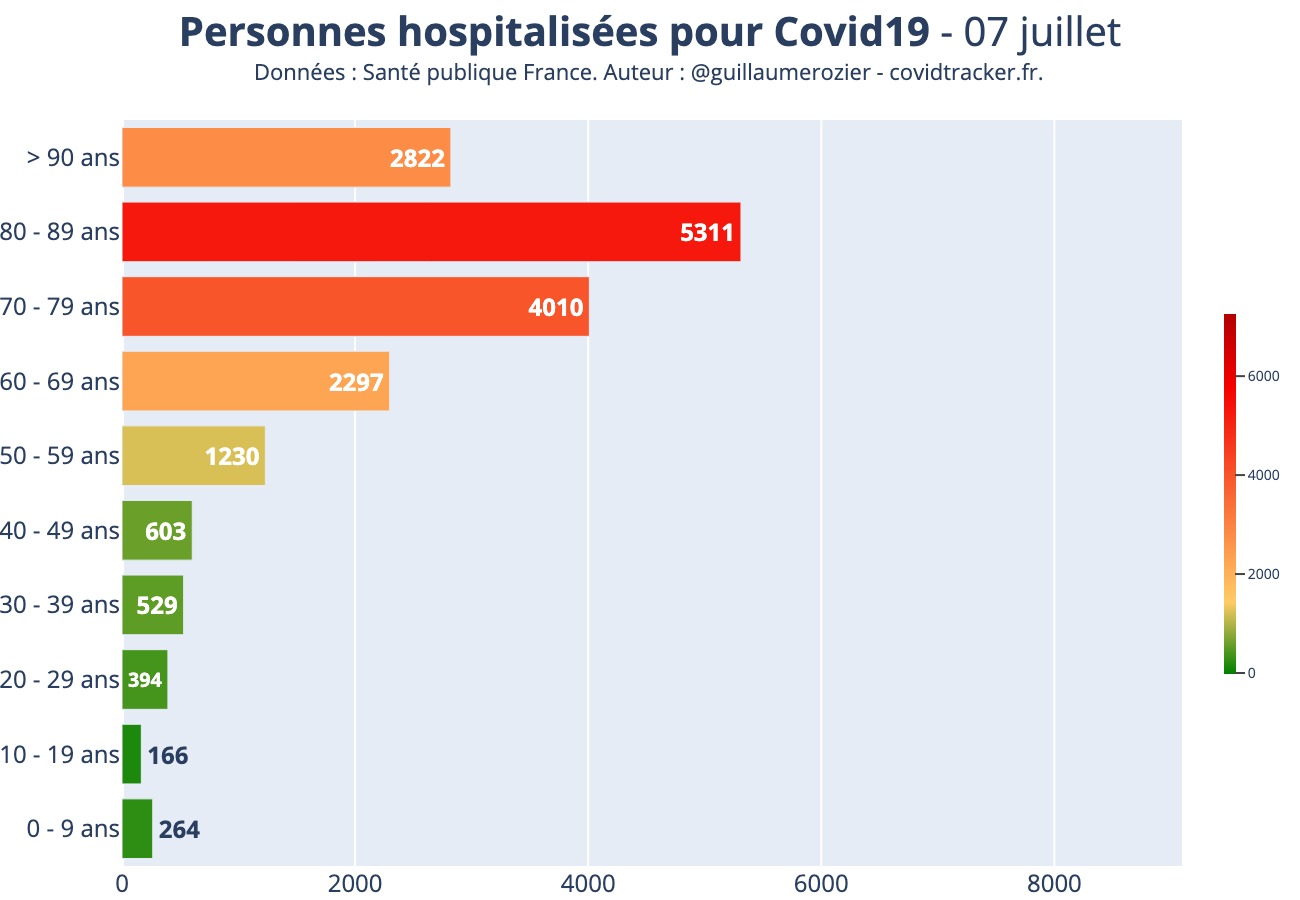 Personnes hospitalisées pour Covid19 - 07 juillet
Données : Santé publique France. Auteur : @guillaumerozier - covidtracker.fr.
> 90 ans 2822
80 - 89 ans 5311
70 - 79 ans 4010
60 - 69 ans 2297
50 - 59 ans 1230
40 - 49 ans 603
30 - 39 ans 529
20 - 29 ans 394
10 - 19 ans 166
0 - 9 ans 264
0 2000 4000 6000 8000
6000
4000
2000
0